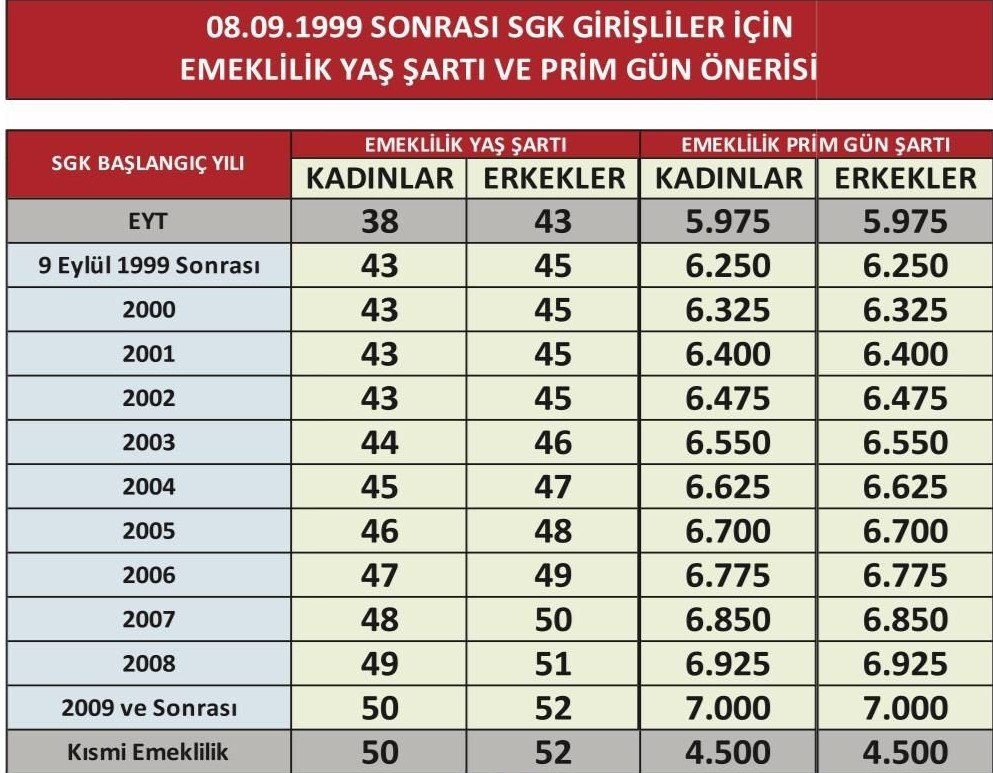 08.09.1999 SONRASI SGK GİRİŞLİLER İÇİN
EMEKLİLİK YAŞ ŞARTI VE PRİM GÜN ÖNERİSİ
SGK BAŞLANGIÇ YILI EMEKLİLİK YAŞ ŞARTI EMEKLİLİK PRİM GÜN ŞARTI
KADINLAR ERKEKLER KADINLAR ERKEKLER
EYT 38 43 5.975 5.975
9 Eylül 1999 Sonrası 43 45 6.250 6.250
2000 43 45 6.325 6.325
2001 43 45 6.400 6.400
2002 43 45 6.475 6.475
2003 44 46 6.550 6.550
2004 45 47 6.625 6.625
2005 46 48 6.700 6.700
2006 47 49 6.775 6.775
2007 48 50 6.850 6.850
2008 49 51 6.925 6.925
2009 ve Sonrası 50 52 7.000 7.000
Kısmi Emeklilik 50 52 4.500 4.500